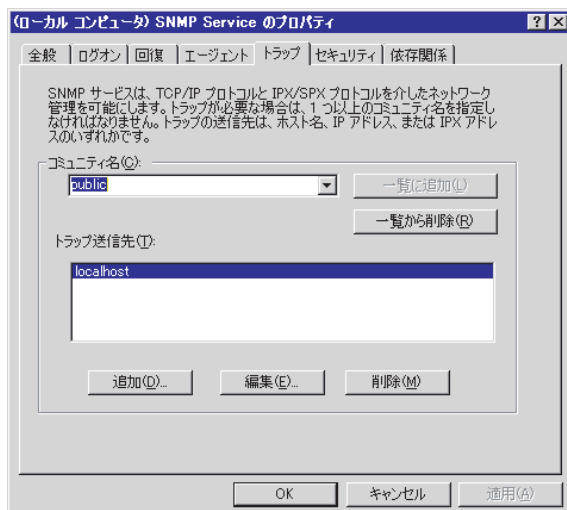 (ローカル コンピュータ) SNMP Service のプロパティ
全般 ログオン 回復 エージェント トラップ セキュリティ 依存関係
SNMP サービスは、TCP/IP プロトコルと IPX/SPX プロトコルを介したネットワーク
管理を可能にします。トラップが必要な場合は、1 つ以上のコミュニティ名を指定し
なければなりません。トラップの送信先は、ホスト名、IP アドレス、または IPX アドレ
スのいずれかです。
コミュニティ名(C):
public
一覧に追加(L)
一覧から削除(R)
トラップ送信先(T):
localhost
追加(D)...
編集(E)...
削除(M)
OK
キャンセル
適用(A)